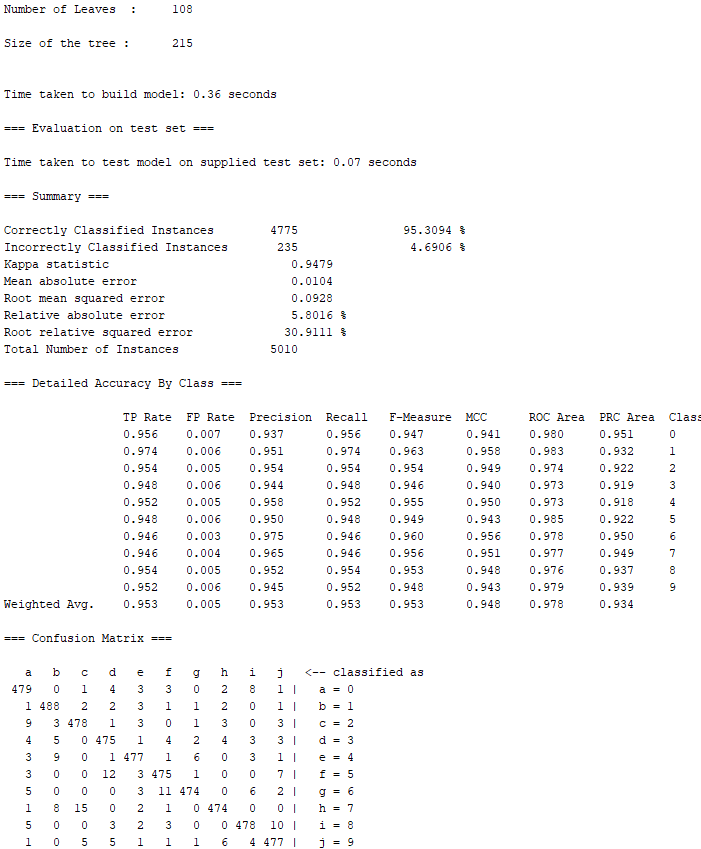 Number of Leaves  :     108
Size of the tree :      215
Time taken to build model: 0.36 seconds
=== Evaluation on test set ===
Time taken to test model on supplied test set: 0.07 seconds
=== Summary ===
Correctly Classified Instances        4775               95.3094 %
Incorrectly Classified Instances       235                4.6906 %
Kappa statistic                          0.9479
Mean absolute error                      0.0104
Root mean squared error                  0.0928
Relative absolute error                  5.8016 %
Root relative squared error             30.9111 %
Total Number of Instances             5010
=== Detailed Accuracy By Class ===
TP Rate  FP Rate  Precision  Recall   F-Measure  MCC      ROC Area  PRC Area  Class
0.956    0.007    0.937      0.956    0.947      0.941    0.980     0.951     0
0.974    0.006    0.951      0.974    0.963      0.958    0.983     0.932     1
0.954    0.005    0.954      0.954    0.954      0.949    0.974     0.922     2
0.948    0.006    0.944      0.948    0.946      0.940    0.973     0.919     3
0.952    0.005    0.958      0.952    0.955      0.950    0.973     0.918     4
0.948    0.006    0.950      0.948    0.949      0.943    0.985     0.922     5
0.946    0.003    0.975      0.946    0.960      0.956    0.978     0.950     6
0.946    0.004    0.965      0.946    0.956      0.951    0.977     0.949     7
0.954    0.005    0.952      0.954    0.953      0.948    0.976     0.937     8
0.952    0.006    0.945      0.952    0.948      0.943    0.979     0.939     9
Weighted Avg.    0.953    0.005    0.953      0.953    0.953      0.948    0.978     0.934
=== Confusion Matrix ===
a   b   c   d   e   f   g   h   i   j   <-- classified as
479   0   1   4   3   3   0   2   8   1 |   a = 0
1 488   2   2   3   1   1   2   0   1 |   b = 1
9   3 478   1   3   0   1   3   0   3 |   c = 2
4   5   0 475   1   4   2   4   3   3 |   d = 3
3   9   0   1 477   1   6   0   3   1 |   e = 4
3   0   0  12   3 475   1   0   0   7 |   f = 5
5   0   0   0   3  11 474   0   6   2 |   g = 6
1   8  15   0   2   1   0 474   0   0 |   h = 7
5   0   0   3   2   3   0   0 478  10 |   i = 8
1   0   5   5   1   1   1   6   4 477 |   j = 9